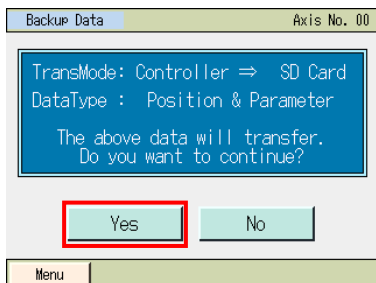 Backup Data Axis No. 00
TransMode: Controller ⇒ SD Card
DataType : Position & Parameter
The above data will transfer.
Do you want to continue?
Yes No
Menu